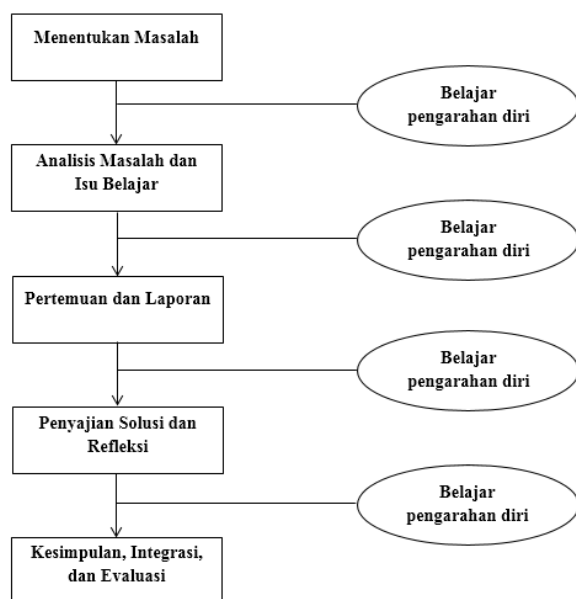 Menentukan Masalah
Belajar
pengarahan diri
Analisis Masalah dan
Isu Belajar
Belajar
pengarahan diri
Pertemuan dan Laporan
Belajar
pengarahan diri
Penyajian Solusi dan
Refleksi
Belajar
pengarahan diri
Kesimpulan, Integrasi,
dan Evaluasi